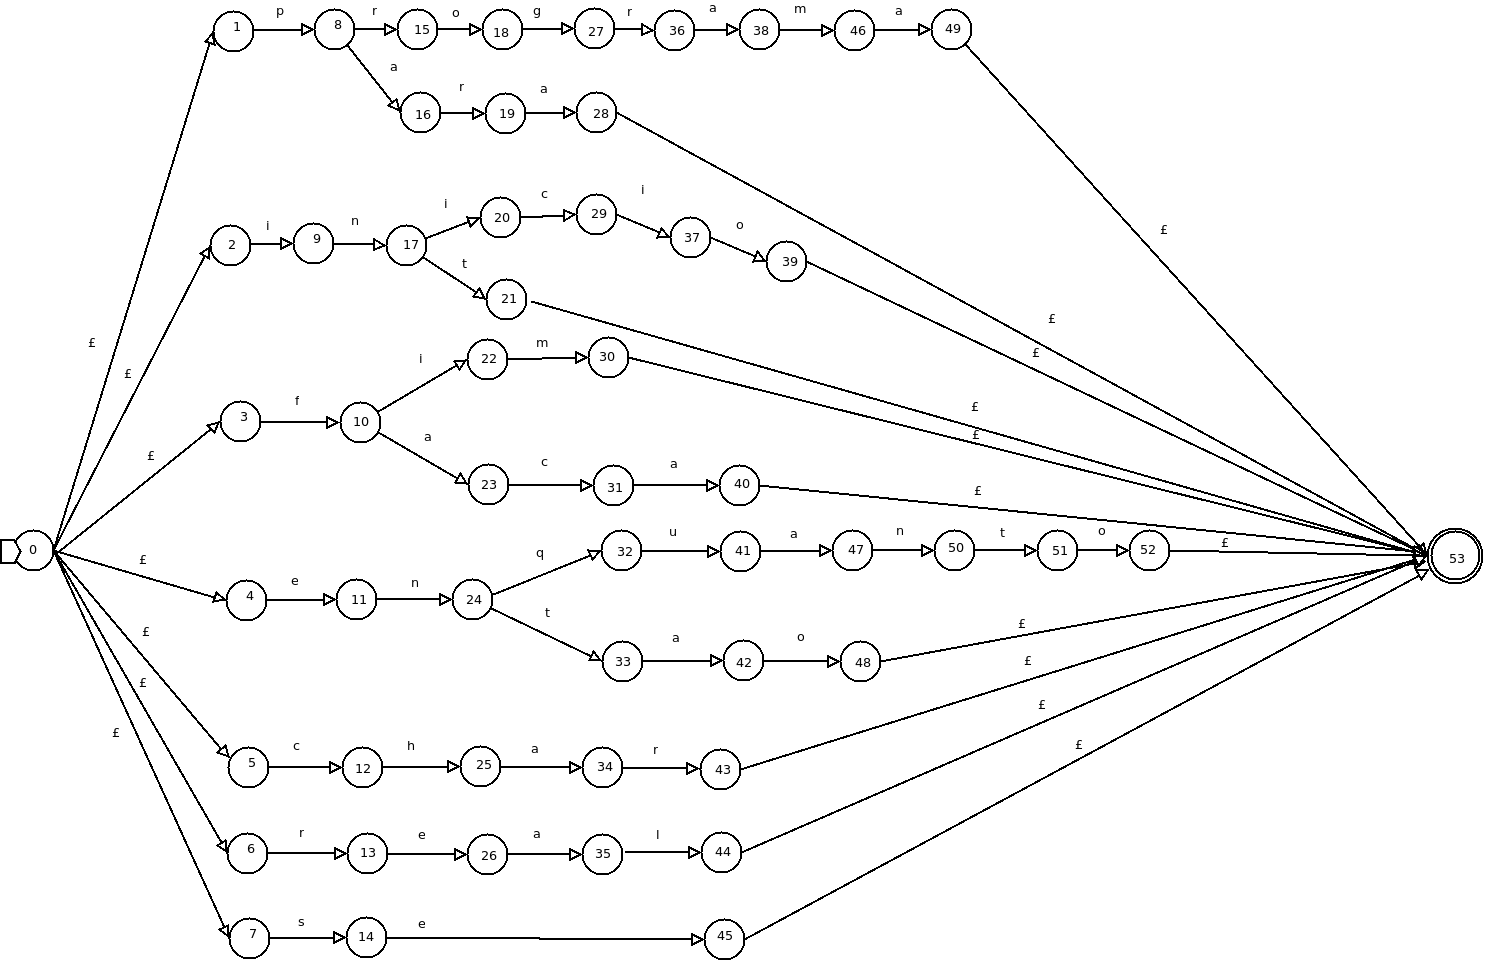 1 p 8 r 15 o 18 g 27 r 36 a 38 m 46 a 49
a 16 r 19 a 28
£
2 i 9 n 17 i 20 c 29 i 37 o 39
t 21
£ £
£ £
3 f 10 i 22 m 30
£
£
£ a 23 c 31 a 40 £
0
£ 4 e 11 n 24 q 32 u 41 a 47 n 50 t 51 o 52 £ 53
t 33 a 42 o 48 £
£ £
£ 5 c 12 h 25 a 34 r 43 £
£ 6 r 13 e 26 a 35 l 44 £
7 s 14 e 45